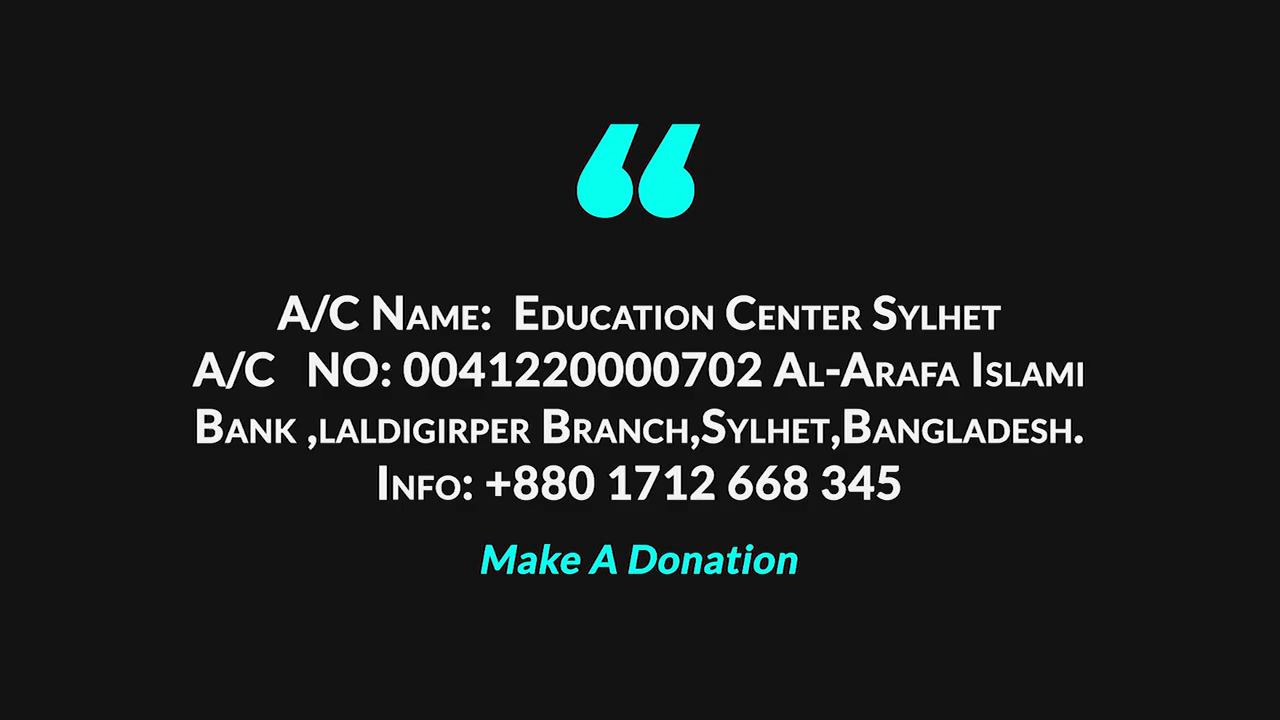 “
A/C Name: Education Center Sylhet
A/C NO: 0041220000702 Al-Arafa Islami
Bank ,laldigirper Branch,Sylhet,Bangladesh.
Info: +880 1712 668 345
Make A Donation